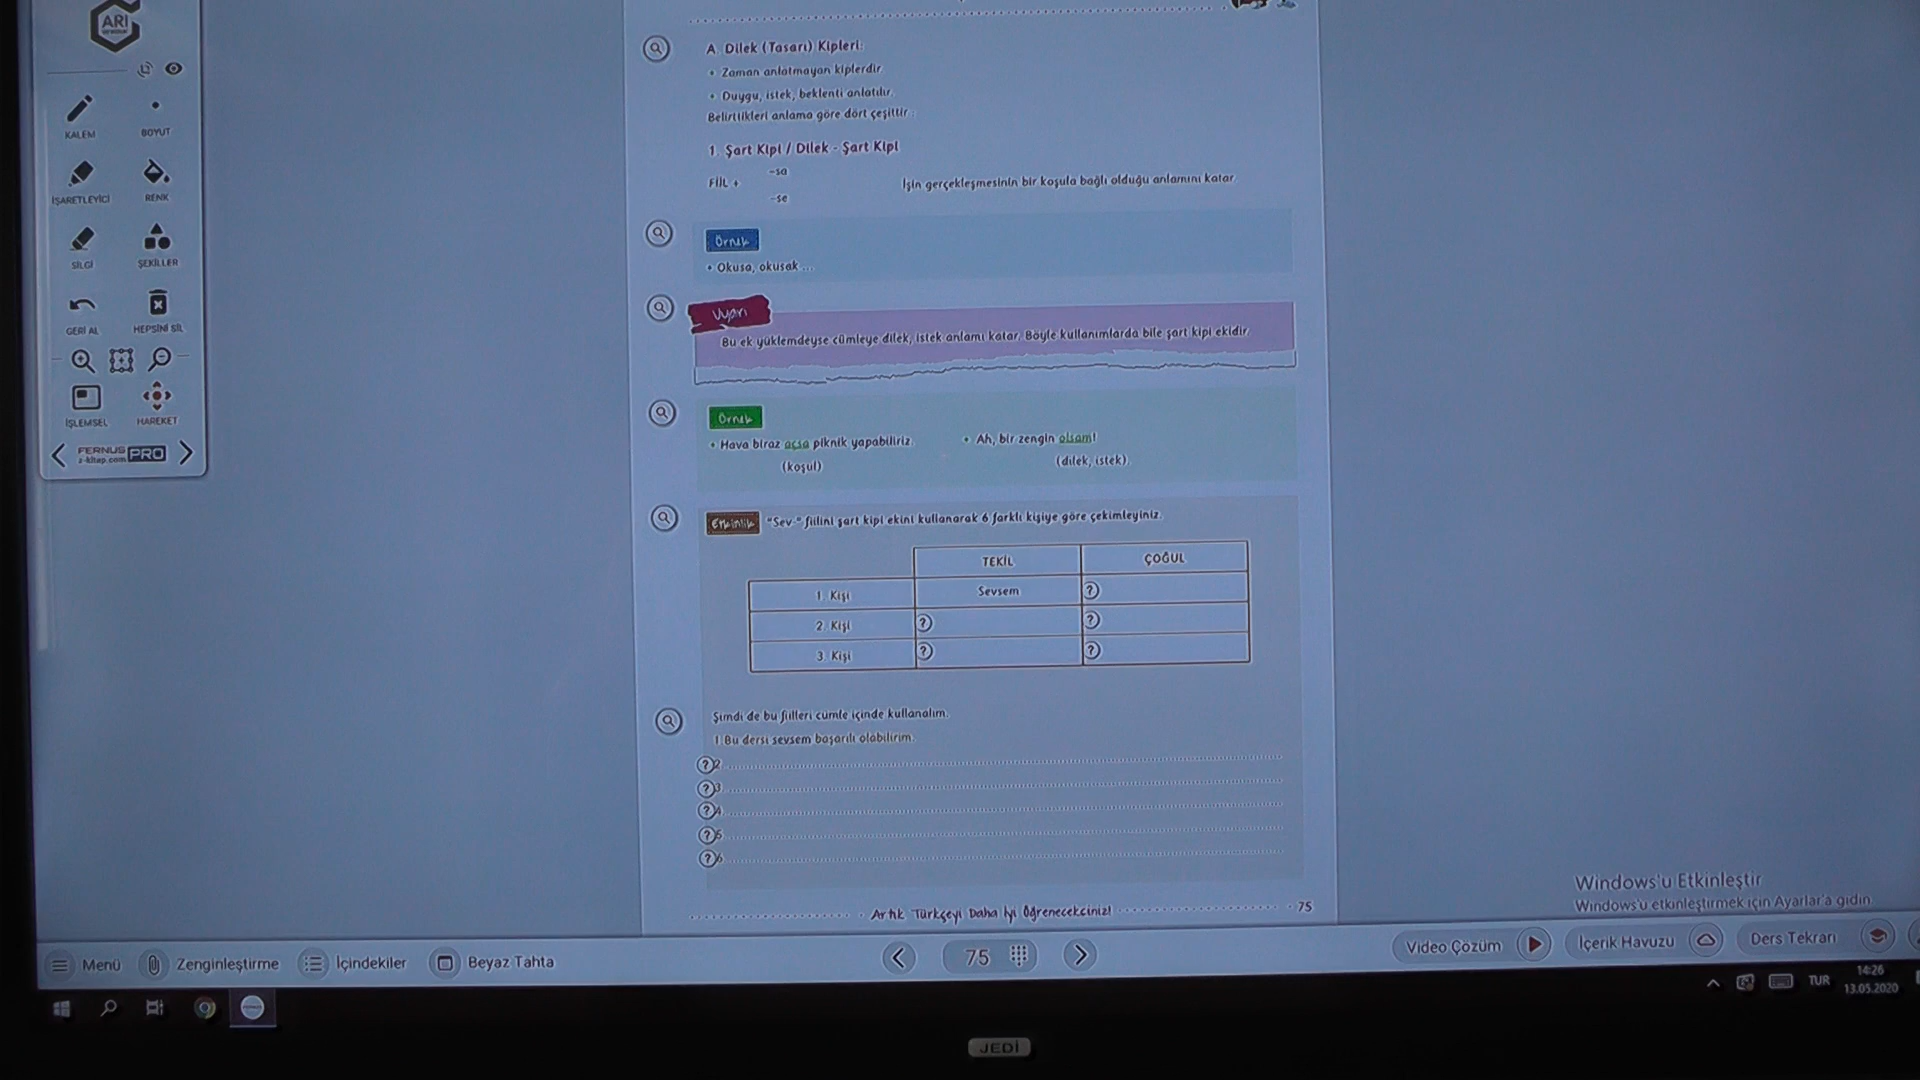 ARI
KALEM
BOYUT
İŞARETLEYİCİ
RENK
SİLGİ
ŞEKİLLER
GERİ AL
HEPSİNİ SİL
İŞLEMSEL
HAREKET
FERNUS
z-kitap.com PRO
A. Dilek (Tasarı) Kipleri:
• Zaman anlatmayan kiplerdir.
• Duygu, istek, beklenti anlatılır.
Belirttikleri anlama göre dört çeşittir :
1. Şart Kipi / Dilek - Şart Kipi
-sa
FİİL +
İşin gerçekleşmesinin bir koşula bağlı olduğu anlamını katar.
-se
Örnek
• Okusa, okusak ...
Uyarı
Bu ek yüklemdeyse cümleye dilek, istek anlamı katar. Böyle kullanımlarda bile şart kipi ekidir.
Örnek
• Hava biraz açsa piknik yapabiliriz.
(koşul)
• Ah, bir zengin olsam!
(dilek, istek)
Etkinlik "Sev-" fiilini şart kipi ekini kullanarak 6 farklı kişiye göre çekimleyiniz.
TEKİL ÇOĞUL
1. Kişi Sevsem ?
2. Kişi ? ?
3. Kişi ? ?
Şimdi de bu fiilleri cümle içinde kullanalım.
1.Bu dersi sevsem başarılı olabilirim.
?2
?3
?4
?5
?6
Artık Türkçeyi Daha İyi Öğreneceksiniz!
75
Windows'u Etkinleştir
Windows'u etkinleştirmek için Ayarlar'a gidin.
Menü
Zenginleştirme
İçindekiler
Beyaz Tahta
75
Video Çözüm
İçerik Havuzu
Ders Tekrarı
TUR
14:26
13.05.2020
JEDİ